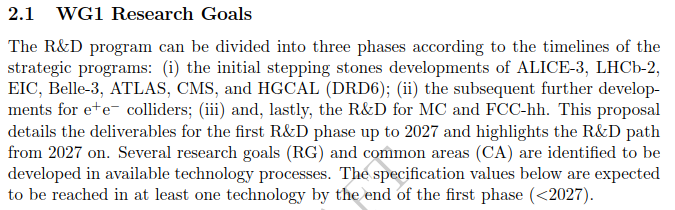 2.1 WG1 Research Goals
The R&D program can be divided into three phases according to the timelines of the
strategic programs: (i) the initial stepping stones developments of ALICE-3, LHCb-2,
EIC, Belle-3, ATLAS, CMS, and HGCAL (DRD6); (ii) the subsequent further develop-
ments for e⁺e⁻ colliders; (iii) and, lastly, the R&D for MC and FCC-hh. This proposal
details the deliverables for the first R&D phase up to 2027 and highlights the R&D path
from 2027 on. Several research goals (RG) and common areas (CA) are identified to be
developed in available technology processes. The specification values below are expected
to be reached in at least one technology by the end of the first phase (<2027).